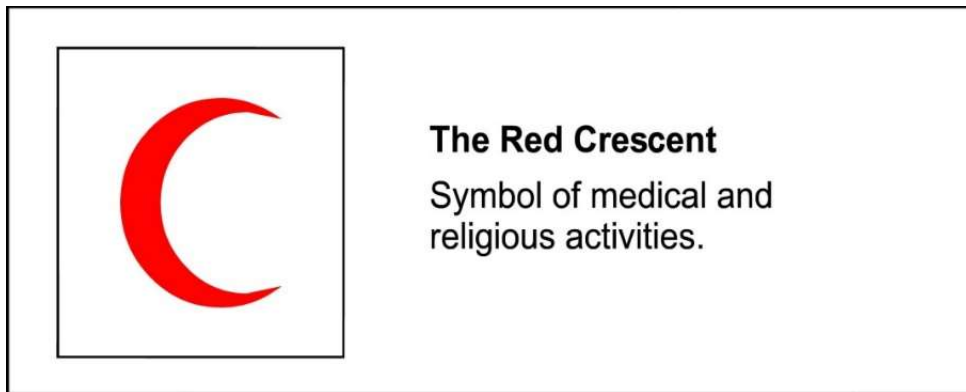 The Red Crescent
Symbol of medical and
religious activities.